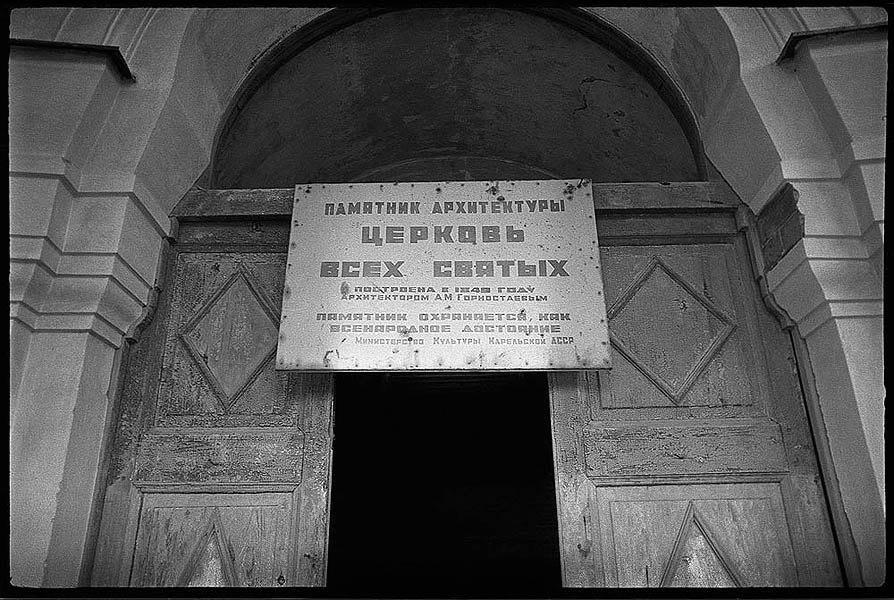 ПАМЯТНИК АРХИТЕКТУРЫ
ЦЕРКОВЬ
ВСЕХ СВЯТЫХ
ПОСТРОЕНА В 1849 ГОДУ
АРХИТЕКТОРОМ А.М.ГОРНОСТАЕВЫМ
ПАМЯТНИК ОХРАНЯЕТСЯ, КАК
ВСЕНАРОДНОЕ ДОСТОЯНИЕ
МИНИСТЕРСТВО КУЛЬТУРЫ КАРЕЛЬСКОЙ АССР